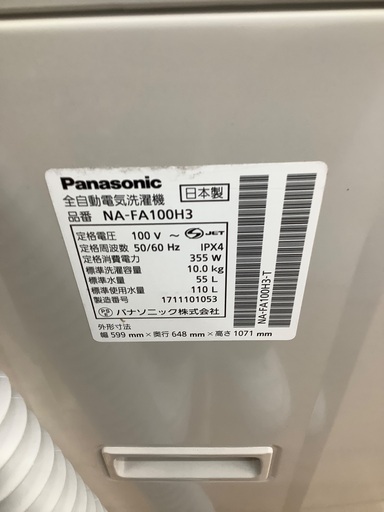 Panasonic 日本製
全自動電気洗濯機
品番 NA-FA100H3
定格電圧 100 V ～ JET
定格周波数 50/60 Hz IPX4
定格消費電力 355 W
標準洗濯容量 10.0 kg
標準水量 55 L
標準使用水量 110 L
製造番号 1711101053
パナソニック株式会社
外形寸法
幅 599 mm×奥行 648 mm×高さ 1071 mm
NA-FA100H3-T